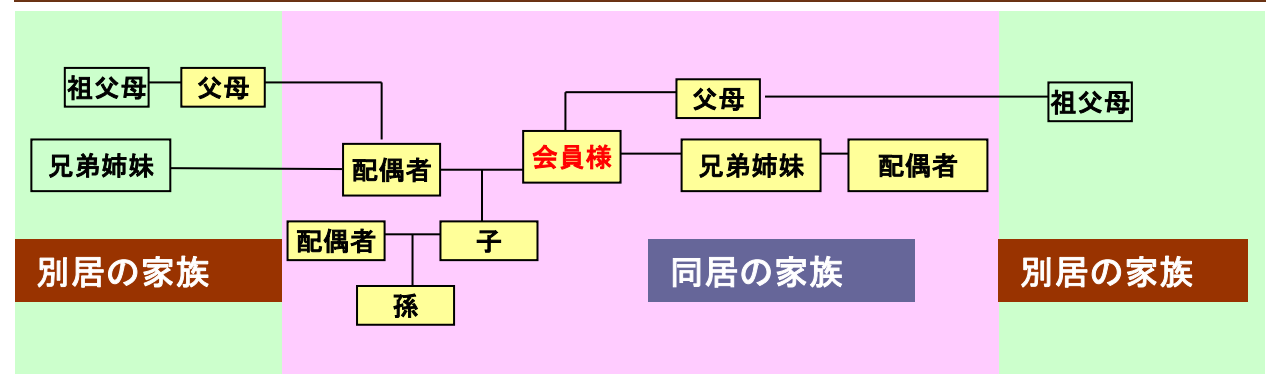 祖父母
父母
父母
祖父母
兄弟姉妹
配偶者
会員様
兄弟姉妹
配偶者
配偶者
子
別居の家族
同居の家族
別居の家族
孫